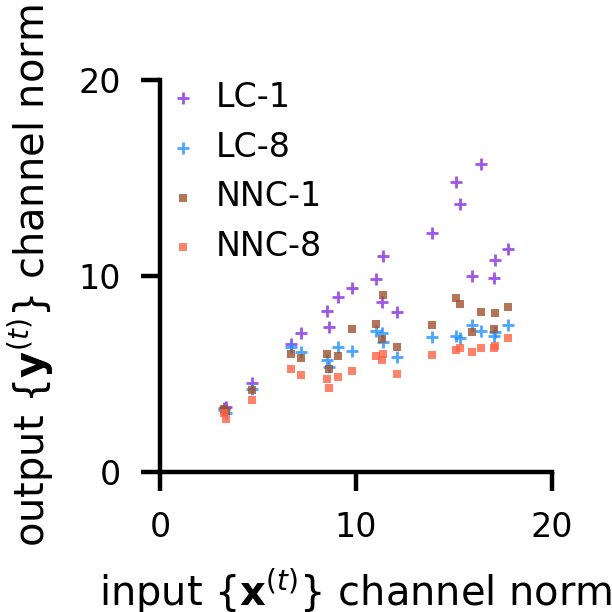 output {𝐲⁽ᵗ⁾} channel norm
20
10
0
LC-1
LC-8
NNC-1
NNC-8
0 10 20
input {𝐱⁽ᵗ⁾} channel norm